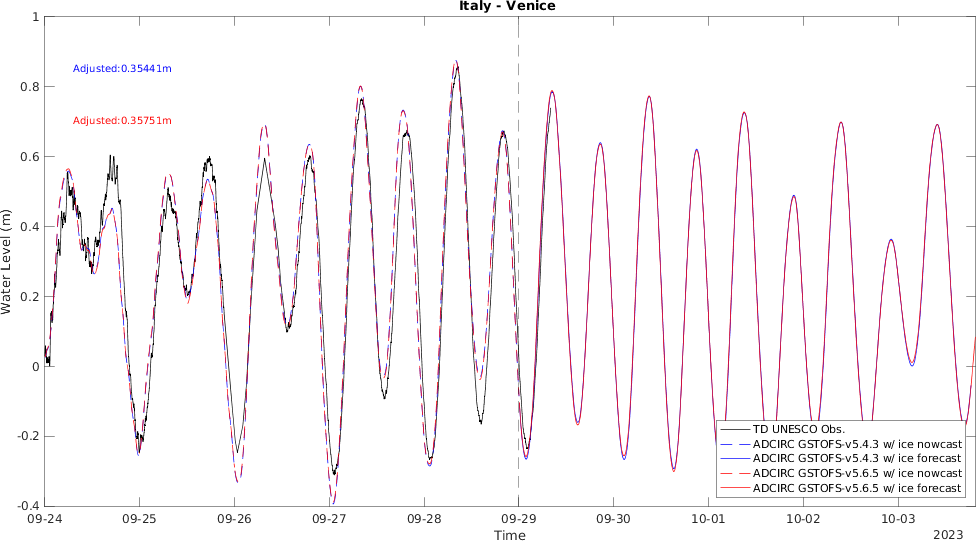 Italy - Venice
1
0.8
0.6
0.4
0.2
0
-0.2
-0.4
Water Level (m)
Adjusted:0.35441m
Adjusted:0.35751m
TD UNESCO Obs.
ADCIRC GSTOFS-v5.4.3 w/ ice nowcast
ADCIRC GSTOFS-v5.4.3 w/ ice forecast
ADCIRC GSTOFS-v5.6.5 w/ ice nowcast
ADCIRC GSTOFS-v5.6.5 w/ ice forecast
09-24 09-25 09-26 09-27 09-28 09-29 09-30 10-01 10-02 10-03
Time
2023